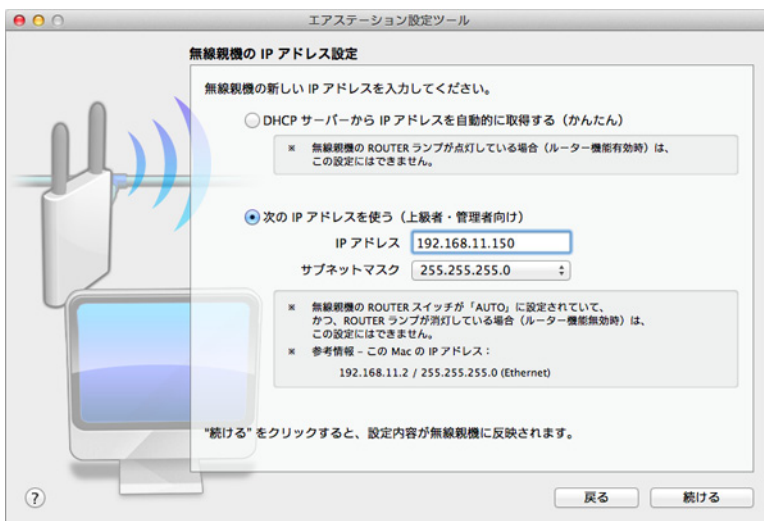 エアステーション設定ツール
無線親機の IP アドレス設定
無線親機の新しい IP アドレスを入力してください。
DHCP サーバーから IP アドレスを自動的に取得する（かんたん）
※ 無線親機の ROUTER ランプが点灯している場合（ルーター機能有効時）は、
この設定にはできません。
次の IP アドレスを使う（上級者・管理者向け）
IP アドレス 192.168.11.150
サブネットマスク 255.255.255.0
※ 無線親機の ROUTER スイッチが「AUTO」に設定されていて、
かつ、ROUTER ランプが消灯している場合（ルーター機能無効時）は、
この設定にはできません。
※ 参考情報 – この Mac の IP アドレス：
192.168.11.2 / 255.255.255.0 (Ethernet)
"続ける" をクリックすると、設定内容が無線親機に反映されます。
? 戻る 続ける